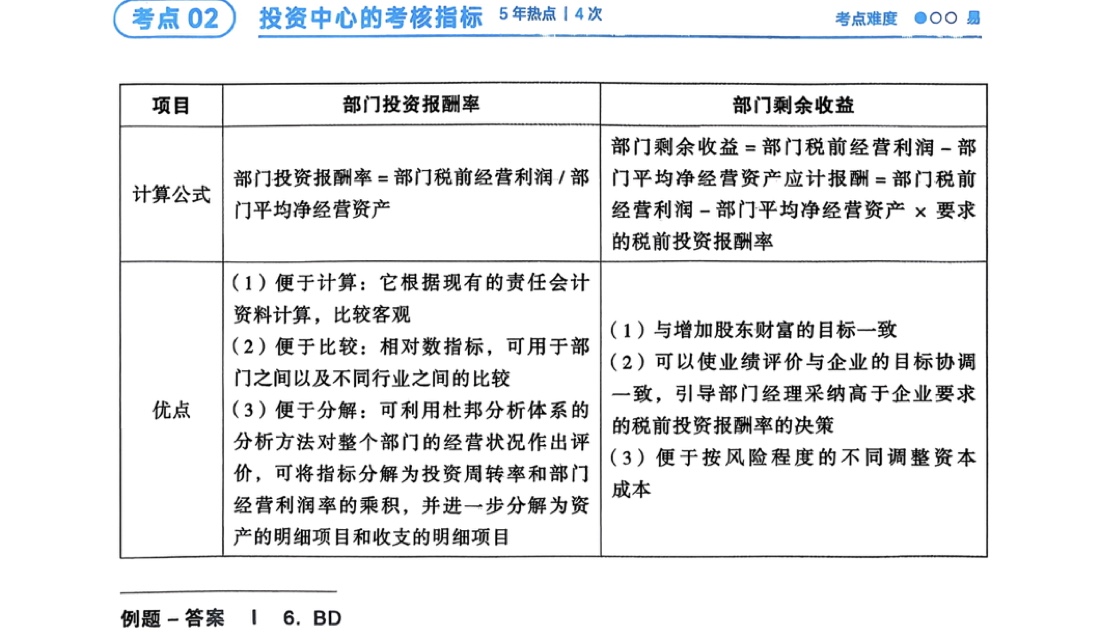 考点 02 投资中心的考核指标 5年热点 | 4次 考点难度 ●○○ 易
项目 部门投资报酬率 部门剩余收益
计算公式
部门投资报酬率 = 部门税前经营利润 / 部
门平均净经营资产
部门剩余收益 = 部门税前经营利润 - 部
门平均净经营资产应计报酬 = 部门税前
经营利润 - 部门平均净经营资产 × 要求
的税前投资报酬率
优点
(1) 便于计算：它根据现有的责任会计
资料计算，比较客观
(2) 便于比较：相对数指标，可用于部
门之间以及不同行业之间的比较
(3) 便于分解：可利用杜邦分析体系的
分析方法对整个部门的经营状况作出评
价，可将指标分解为投资周转率和部门
经营利润率的乘积，并进一步分解为资
产的明细项目和收支的明细项目
(1) 与增加股东财富的目标一致
(2) 可以使业绩评价与企业的目标协调
一致，引导部门经理采纳高于企业要求
的税前投资报酬率的决策
(3) 便于按风险程度的不同调整资本
成本
例题 - 答案 | 6. BD